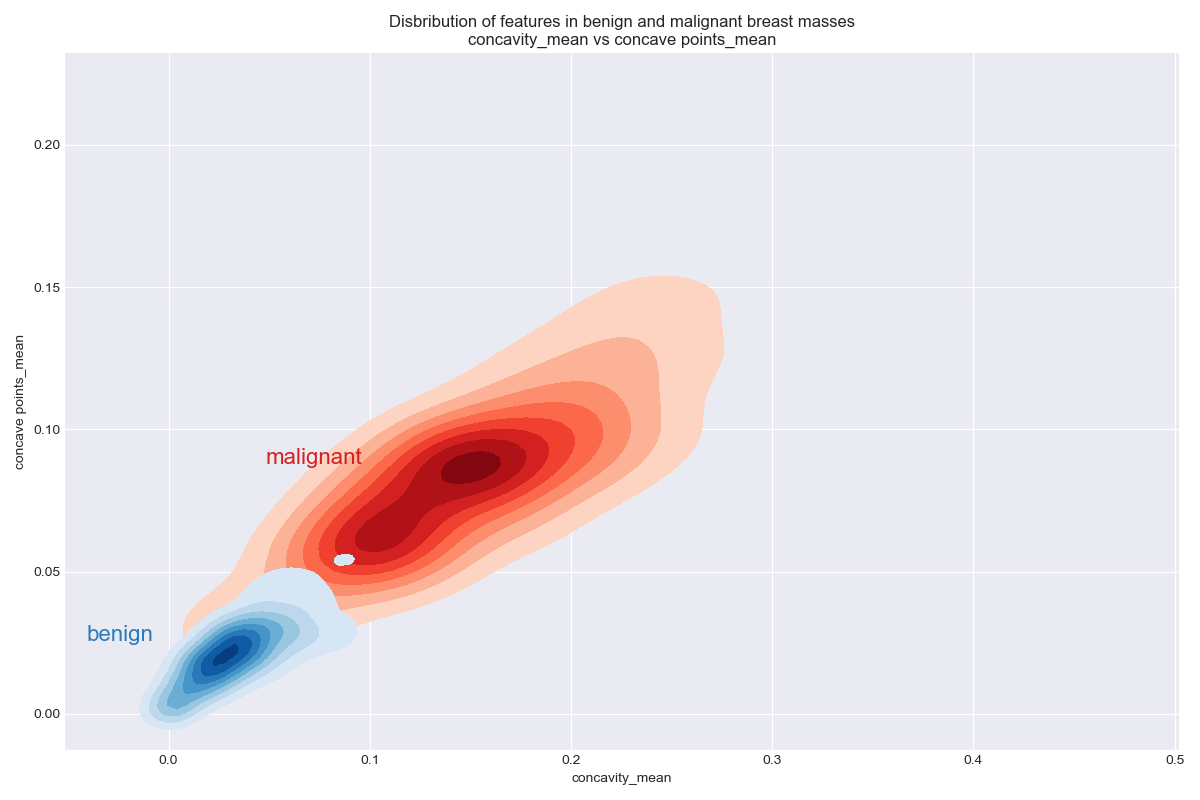 Disbribution of features in benign and malignant breast masses
concavity_mean vs concave points_mean
0.20
0.15
0.10
0.05
0.00
concave points_mean
malignant
benign
0.0 0.1 0.2 0.3 0.4 0.5
concavity_mean